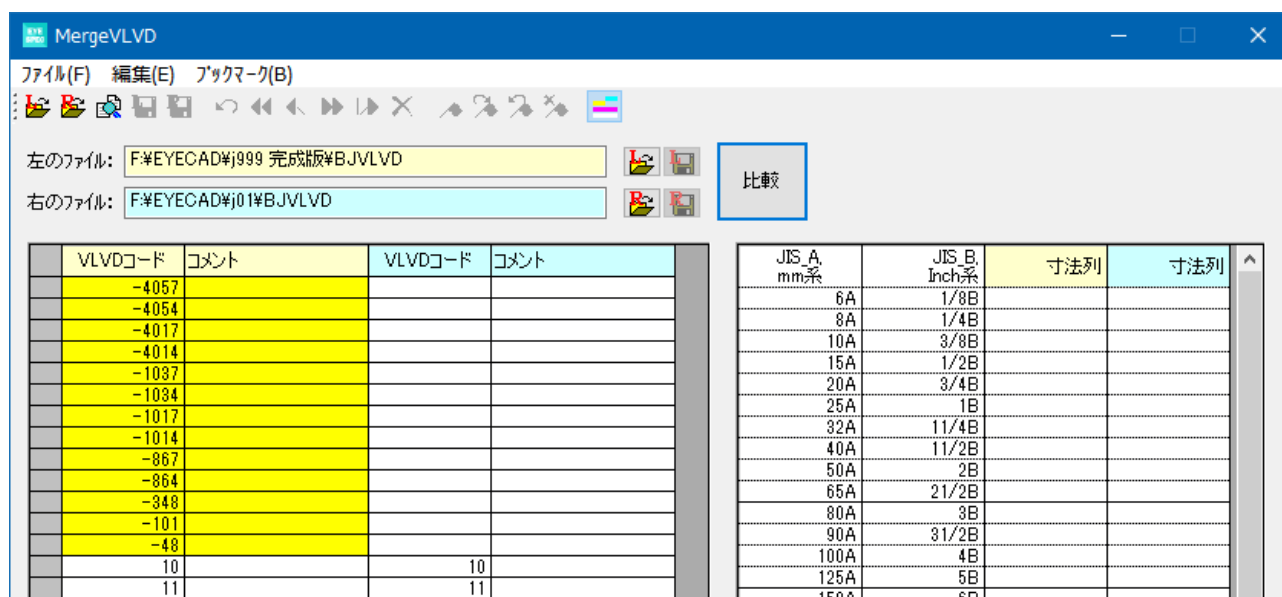 MergeVLVD
ﾌｧｲﾙ(F) 編集(E) ﾌﾞｯｸﾏｰｸ(B)
左のﾌｧｲﾙ: F:¥EYECAD¥j999 完成版¥BJVLVD
右のﾌｧｲﾙ: F:¥EYECAD¥j01¥BJVLVD
比較
VLVDｺｰﾄﾞ ｺﾒﾝﾄ VLVDｺｰﾄﾞ ｺﾒﾝﾄ
-4057
-4054
-4017
-4014
-1037
-1034
-1017
-1014
-867
-864
-348
-101
-48
10 10
11 11
JIS_A, mm系 JIS_B, Inch系 寸法列 寸法列
6A 1/8B
8A 1/4B
10A 3/8B
15A 1/2B
20A 3/4B
25A 1B
32A 11/4B
40A 11/2B
50A 2B
65A 21/2B
80A 3B
90A 31/2B
100A 4B
125A 5B
150A 6B